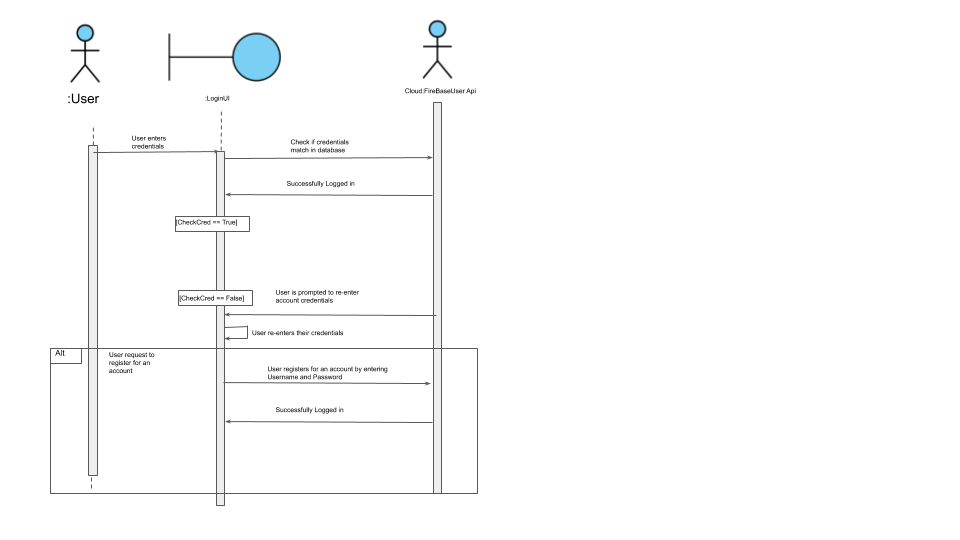 :User
:LoginUI
Cloud:FireBaseUser Api
User enters
credentials
Check if credentials
match in database
Successfully Logged in
[CheckCred == True]
[CheckCred == False]
User is prompted to re-enter
account credentials
User re-enters their credentials
Alt
User request to
register for an
account
User registers for an account by entering
Username and Password
Successfully Logged in